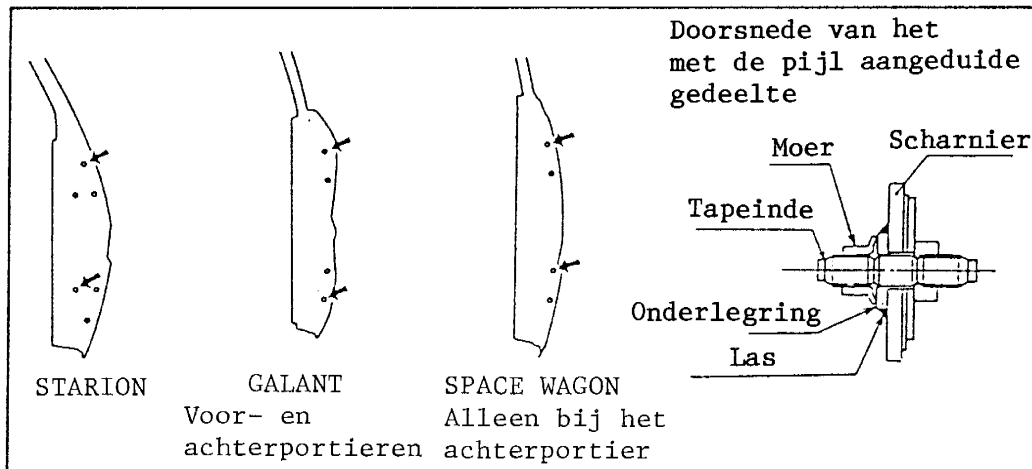 Doorsnede van het
met de pijl aangeduide
gedeelte
Moer
Scharnier
Tapeinde
Onderlegring
Las
STARION
GALANT
Voor- en
achterportieren
SPACE WAGON
Alleen bij het
achterportier